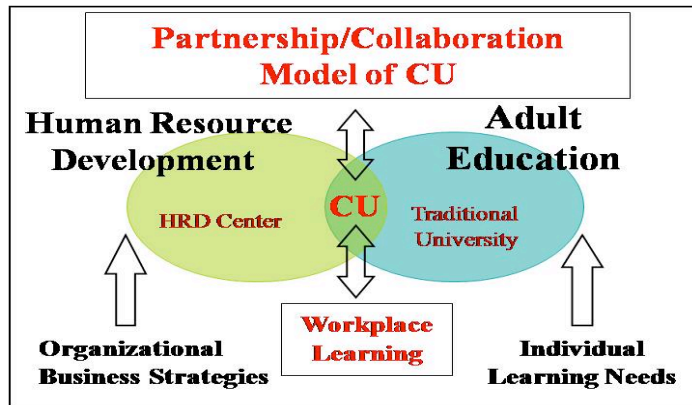 Partnership/Collaboration
Model of CU
Human Resource
Development
Adult
Education
HRD Center
CU
Traditional
University
Workplace
Learning
Organizational
Business Strategies
Individual
Learning Needs